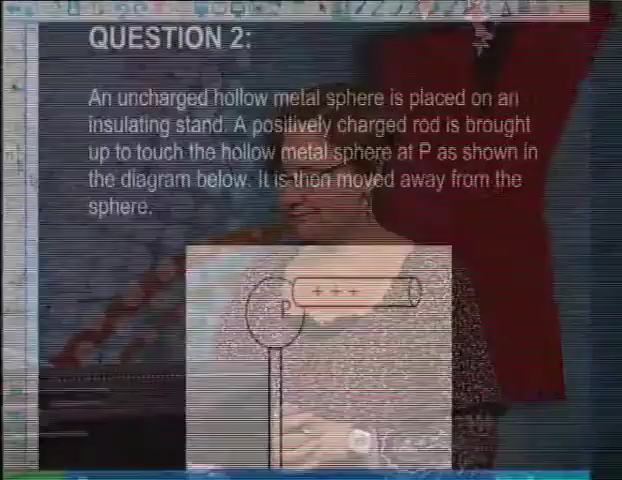 QUESTION 2:
An uncharged hollow metal sphere is placed on an
insulating stand. A positively charged rod is brought
up to touch the hollow metal sphere at P as shown in
the diagram below. It is then moved away from the
sphere.
P + + +